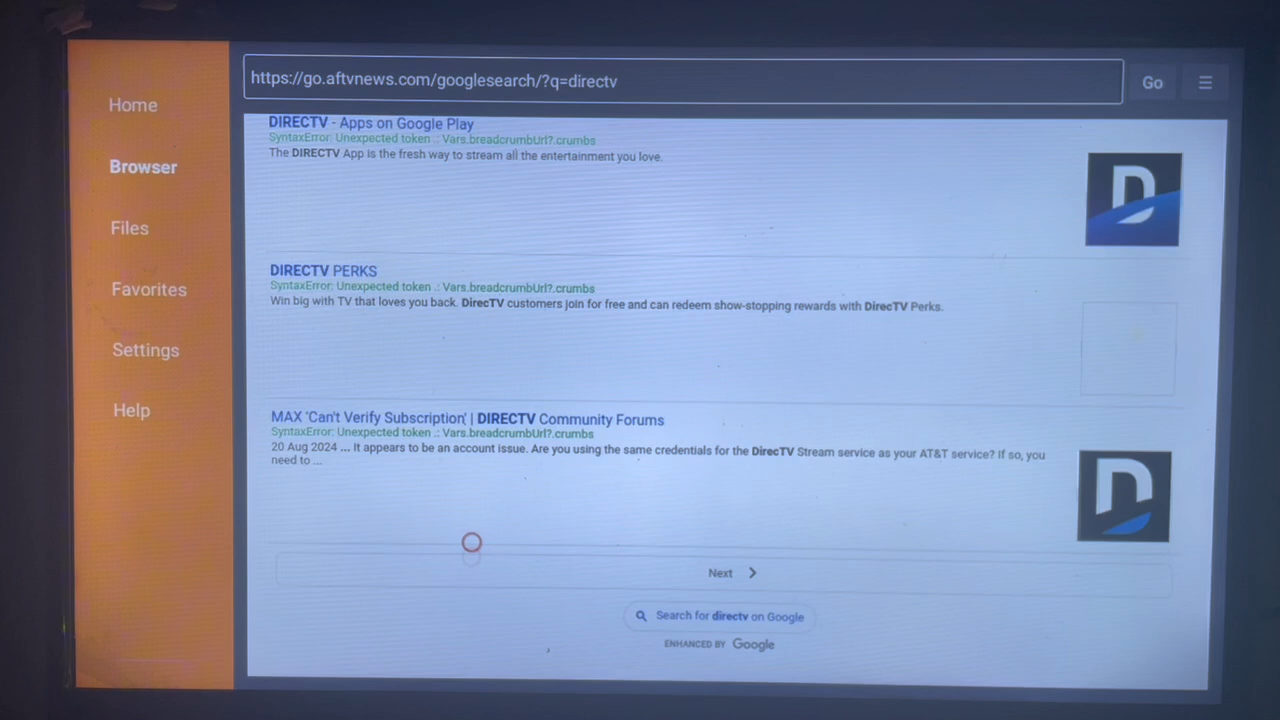 https://go.aftvnews.com/googlesearch/?q=directv
Go
Home
Browser
Files
Favorites
Settings
Help
DIRECTV - Apps on Google Play
SyntaxError: Unexpected token .: Vars.breadcrumbUrl?.crumbs
The DIRECTV App is the fresh way to stream all the entertainment you love.
DIRECTV PERKS
SyntaxError: Unexpected token .: Vars.breadcrumbUrl?.crumbs
Win big with TV that loves you back. DirecTV customers join for free and can redeem show-stopping rewards with DirecTV Perks.
MAX 'Can't Verify Subscription' | DIRECTV Community Forums
SyntaxError: Unexpected token .: Vars.breadcrumbUrl?.crumbs
20 Aug 2024 ... It appears to be an account issue. Are you using the same credentials for the DirecTV Stream service as your AT&T service? If so, you
need to ...
Next
Search for directv on Google
ENHANCED BY Google